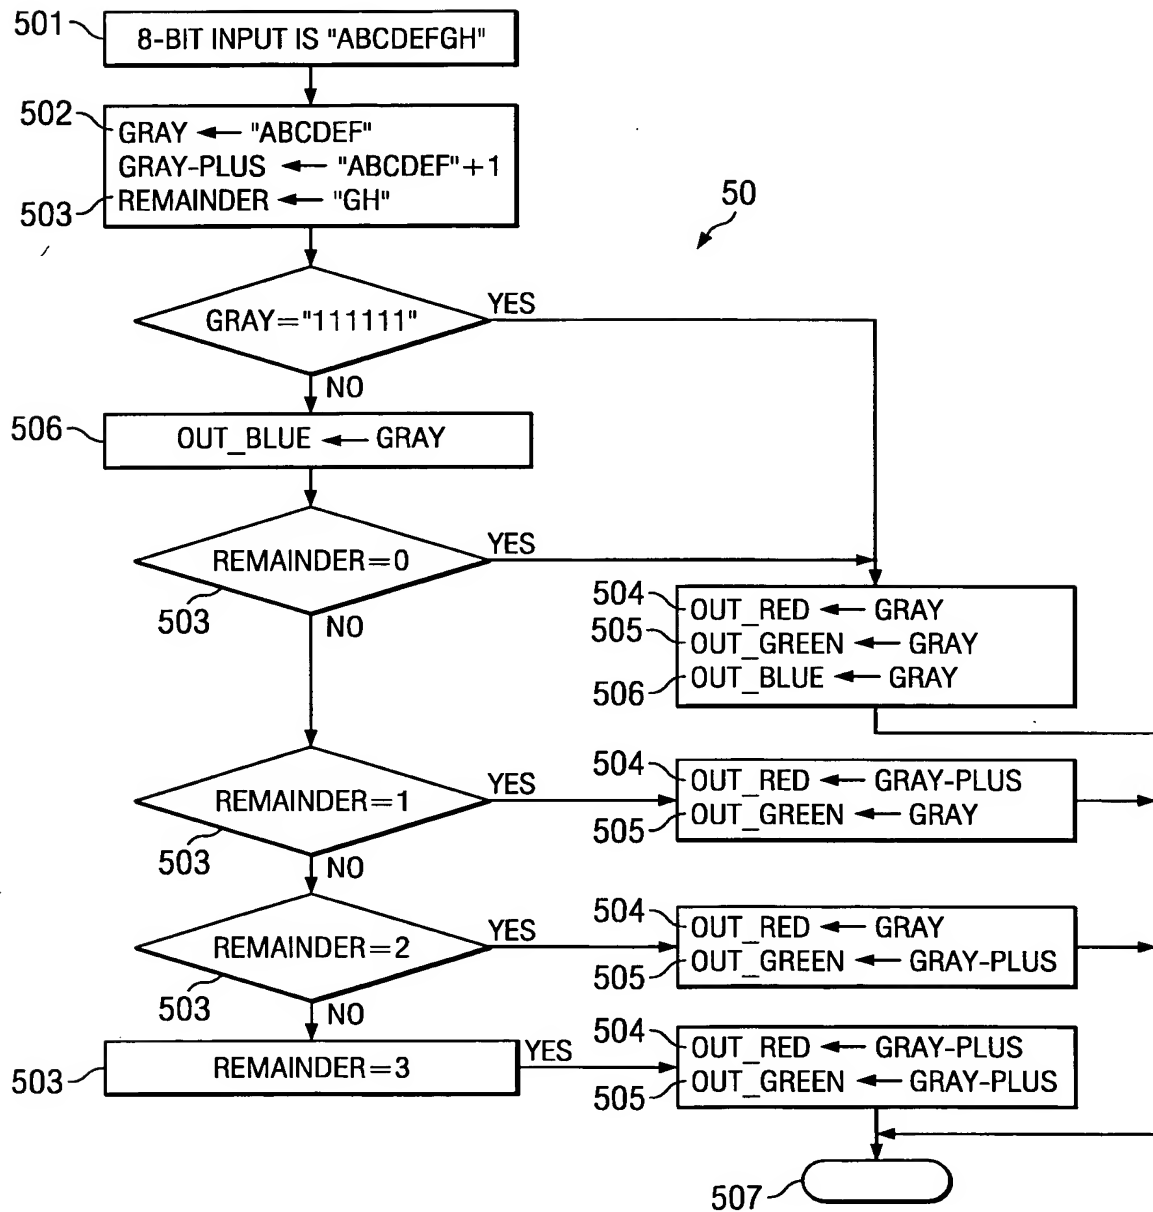 501
8-BIT INPUT IS "ABCDEFGH"
502
GRAY ← "ABCDEF"
GRAY-PLUS ← "ABCDEF"+1
503 REMAINDER ← "GH"
50
GRAY="111111"
YES
NO
506
OUT_BLUE ← GRAY
REMAINDER=0
YES
503
NO
504
OUT_RED ← GRAY
505
OUT_GREEN ← GRAY
506
OUT_BLUE ← GRAY
REMAINDER=1
YES
503
NO
504
OUT_RED ← GRAY-PLUS
505
OUT_GREEN ← GRAY
REMAINDER=2
YES
503
NO
504
OUT_RED ← GRAY
505
OUT_GREEN ← GRAY-PLUS
503
REMAINDER=3
YES
504
OUT_RED ← GRAY-PLUS
505
OUT_GREEN ← GRAY-PLUS
507